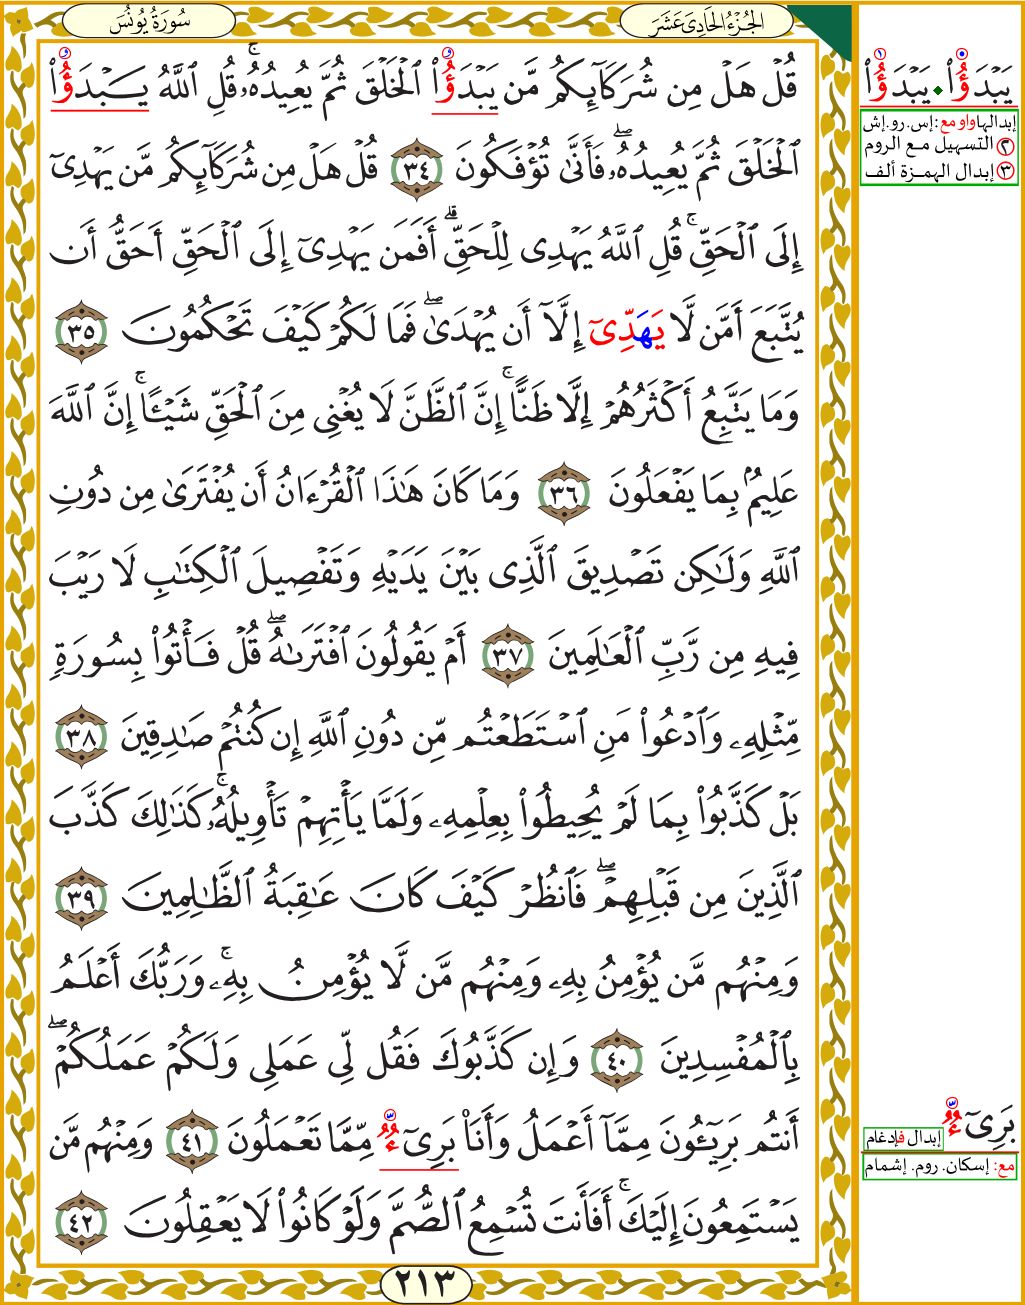 الجُزْءُ الحَادِىَ عَشَرَ
سُورَةُ يُونُسَ
قُلۡ هَلۡ مِن شُرَكَآئِكُم مَّن يَبۡدَؤُاْ ٱلۡخَلۡقَ ثُمَّ يُعِيدُهُۥۚ قُلِ ٱللَّهُ يَبۡدَؤُاْ
ٱلۡخَلۡقَ ثُمَّ يُعِيدُهُۥۖ فَأَنَّىٰ تُؤۡفَكُونَ ٣٤ قُلۡ هَلۡ مِن شُرَكَآئِكُم مَّن يَهۡدِيٓ
إِلَى ٱلۡحَقِّۚ قُلِ ٱللَّهُ يَهۡدِي لِلۡحَقِّۗ أَفَمَن يَهۡدِيٓ إِلَى ٱلۡحَقِّ أَحَقُّ أَن
يُتَّبَعَ أَمَّن لَّا يَهَدِّيٓ إِلَّآ أَن يُهۡدَىٰۖ فَمَا لَكُمۡ كَيۡفَ تَحۡكُمُونَ ٣٥
وَمَا يَتَّبِعُ أَكۡثَرُهُمۡ إِلَّا ظَنًّاۚ إِنَّ ٱلظَّنَّ لَا يُغۡنِي مِنَ ٱلۡحَقِّ شَيۡـًٔاۚ إِنَّ ٱللَّهَ
عَلِيمُۢ بِمَا يَفۡعَلُونَ ٣٦ وَمَا كَانَ هَٰذَا ٱلۡقُرۡءَانُ أَن يُفۡتَرَىٰ مِن دُونِ
ٱللَّهِ وَلَٰكِن تَصۡدِيقَ ٱلَّذِي بَيۡنَ يَدَيۡهِ وَتَفۡصِيلَ ٱلۡكِتَٰبِ لَا رَيۡبَ
فِيهِ مِن رَّبِّ ٱلۡعَٰلَمِينَ ٣٧ أَمۡ يَقُولُونَ ٱفۡتَرَىٰهُۖ قُلۡ فَأۡتُواْ بِسُورَةٖ
مِّثۡلِهِۦ وَٱدۡعُواْ مَنِ ٱسۡتَطَعۡتُم مِّن دُونِ ٱللَّهِ إِن كُنتُمۡ صَٰدِقِينَ ٣٨
بَلۡ كَذَّبُواْ بِمَا لَمۡ يُحِيطُواْ بِعِلۡمِهِۦ وَلَمَّا يَأۡتِهِمۡ تَأۡوِيلُهُۥۚ كَذَٰلِكَ كَذَّبَ
ٱلَّذِينَ مِن قَبۡلِهِمۡۖ فَٱنظُرۡ كَيۡفَ كَانَ عَٰقِبَةُ ٱلظَّٰلِمِينَ ٣٩
وَمِنۡهُم مَّن يُؤۡمِنُ بِهِۦ وَمِنۡهُم مَّن لَّا يُؤۡمِنُ بِهِۦۚ وَرَبُّكَ أَعۡلَمُ
بِٱلۡمُفۡسِدِينَ ٤٠ وَإِن كَذَّبُوكَ فَقُل لِّي عَمَلِي وَلَكُمۡ عَمَلُكُمۡۖ
أَنتُم بَرِيٓـُٔونَ مِمَّآ أَعۡمَلُ وَأَنَا۠ بَرِيٓءٞ مِّمَّا تَعۡمَلُونَ ٤١ وَمِنۡهُم مَّن
يَسۡتَمِعُونَ إِلَيۡكَۚ أَفَأَنتَ تُسۡمِعُ ٱلصُّمَّ وَلَوۡ كَانُواْ لَا يَعۡقِلُونَ ٤٢
٢١٣
يَبۡدَؤُاْ ۰ يَبۡدَؤُاْ
إبدالها واو مع: إس. رو. إش
٢ التسهيل مع الروم
٣ إبدال الهمزة ألف
بَرِيٓءٞ
إبدال فإدغام
مع: إسكان. روم. إشمام